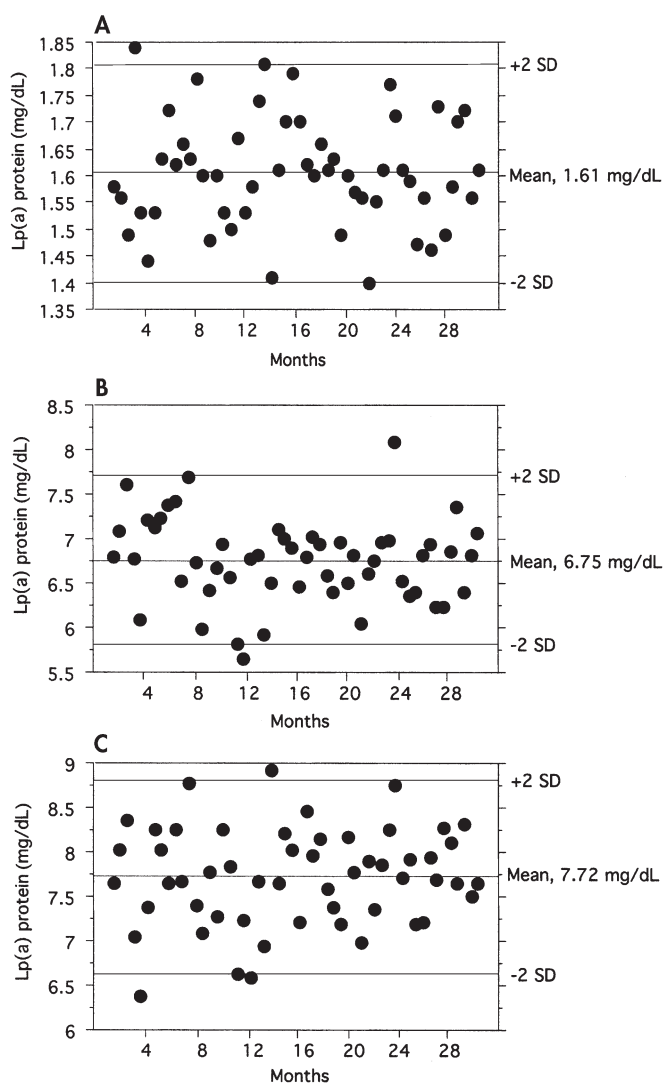 A
Lp(a) protein (mg/dL)
1.85
1.8
1.75
1.7
1.65
1.6
1.55
1.5
1.45
1.4
1.35
+2 SD
Mean, 1.61 mg/dL
-2 SD
4 8 12 16 20 24 28
Months
B
Lp(a) protein (mg/dL)
8.5
8
7.5
7
6.5
6
5.5
+2 SD
Mean, 6.75 mg/dL
-2 SD
4 8 12 16 20 24 28
Months
C
Lp(a) protein (mg/dL)
9
8.5
8
7.5
7
6.5
6
+2 SD
Mean, 7.72 mg/dL
-2 SD
4 8 12 16 20 24 28
Months